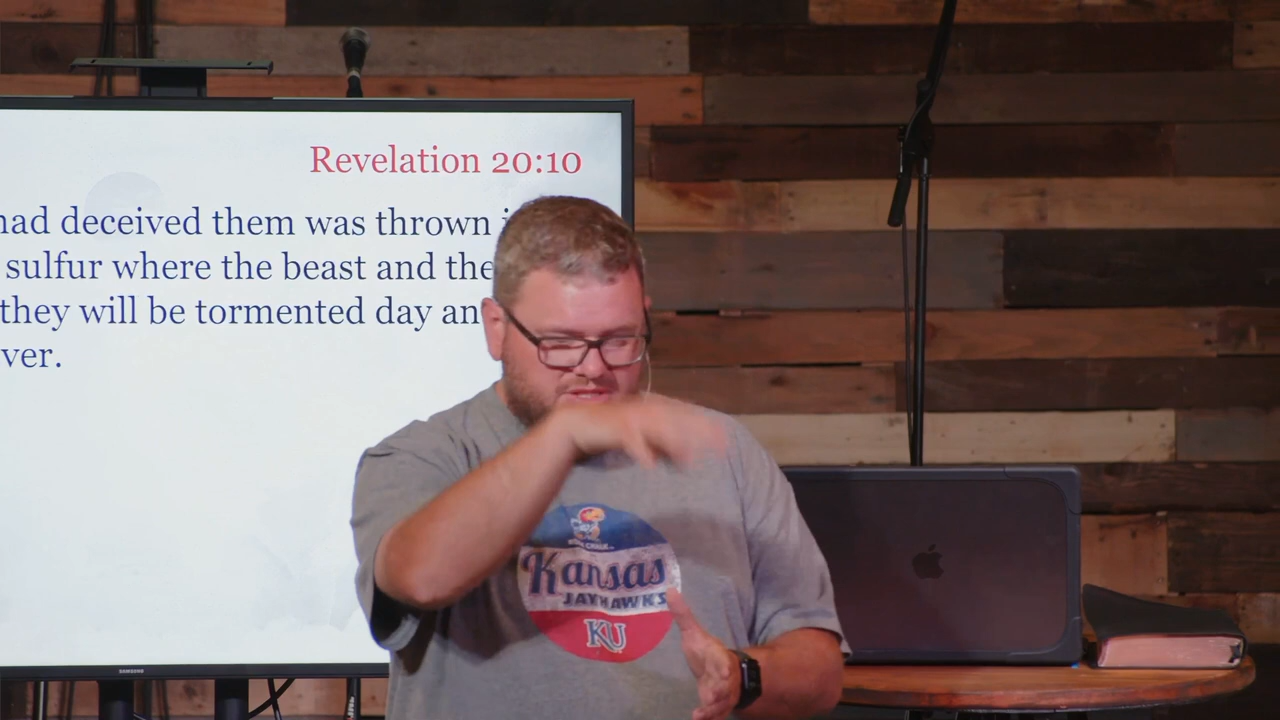 Revelation 20:10
had deceived them was thrown
sulfur where the beast and the
they will be tormented day an
ver.
Kansas
JAYHAWKS
KU
SAMSUNG